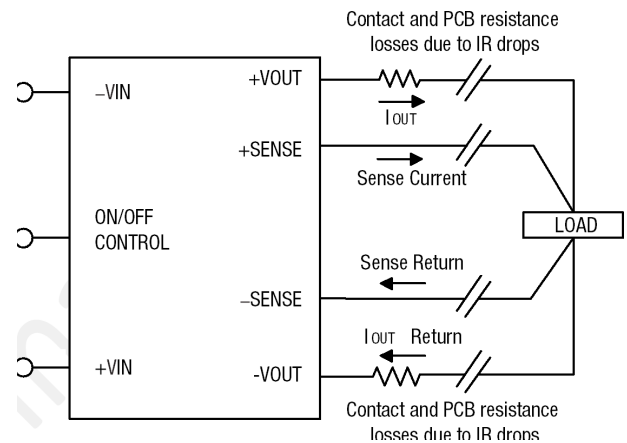 Contact and PCB resistance
losses due to IR drops
+VOUT
–VIN
IOUT
+SENSE
Sense Current
ON/OFF
CONTROL
LOAD
Sense Return
–SENSE
IOUT Return
+VIN
-VOUT
Contact and PCB resistance
losses due to IR drops